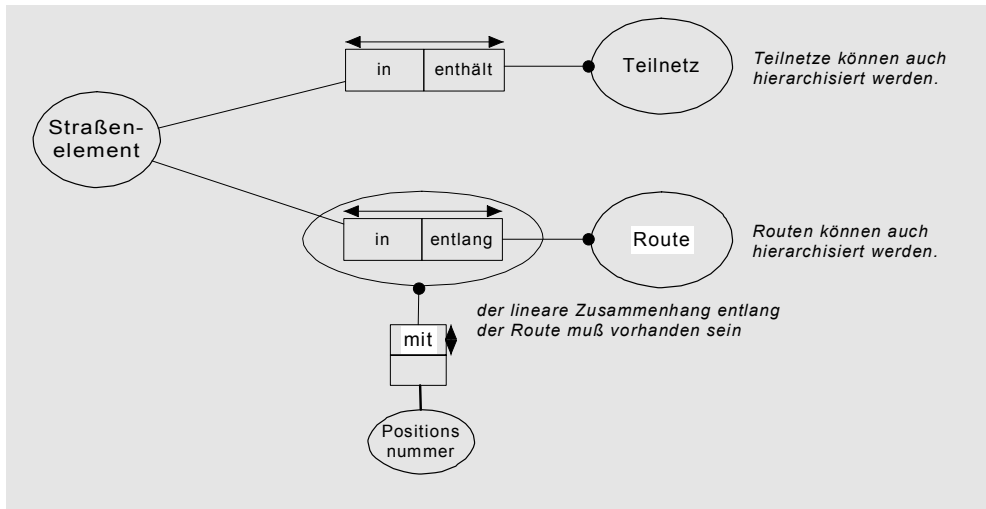 in enthält
Teilnetz
Teilnetze können auch
hierarchisiert werden.
Straßen-
element
in entlang
Route
Routen können auch
hierarchisiert werden.
der lineare Zusammenhang entlang
der Route muß vorhanden sein
mit
Positions
nummer